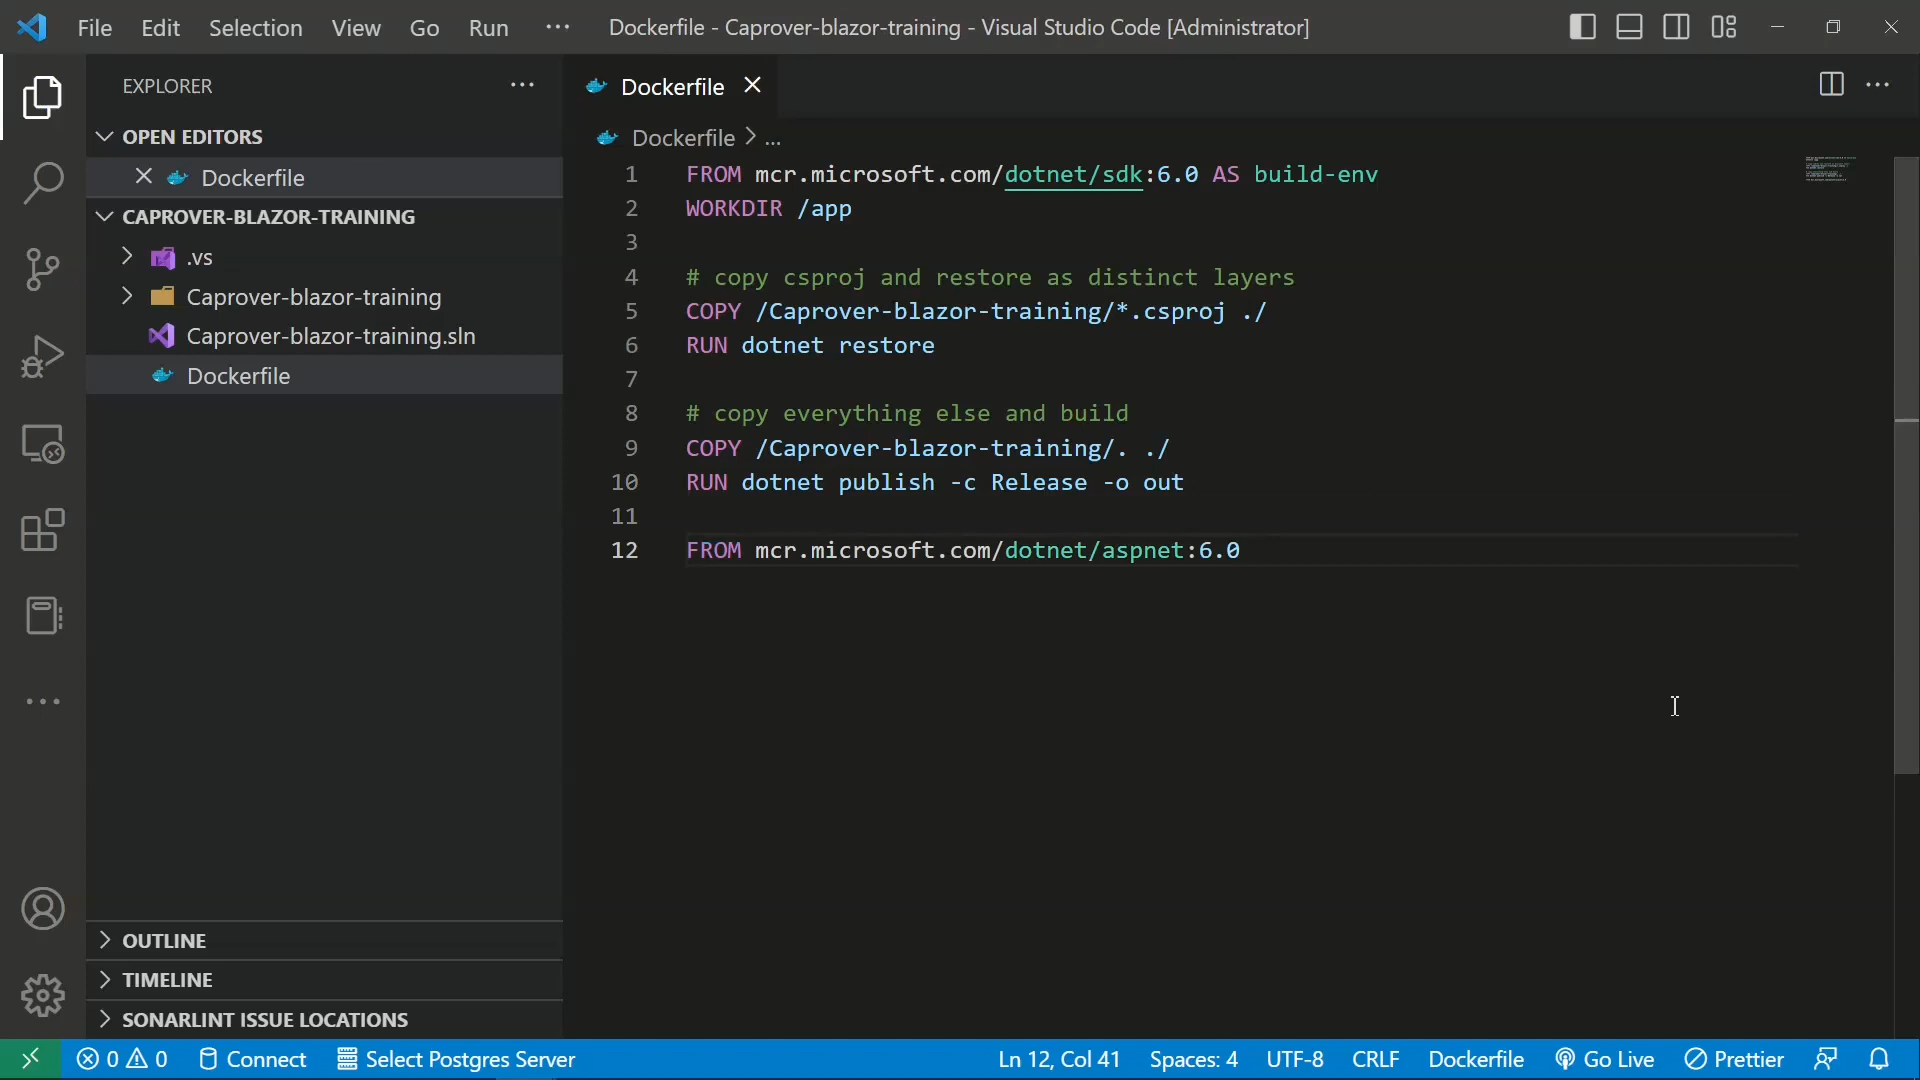 File Edit Selection View Go Run ··· Dockerfile - Caprover-blazor-training - Visual Studio Code [Administrator]
EXPLORER ···
OPEN EDITORS
Dockerfile
CAPROVER-BLAZOR-TRAINING
.vs
Caprover-blazor-training
Caprover-blazor-training.sln
Dockerfile
OUTLINE
TIMELINE
SONARLINT ISSUE LOCATIONS
Dockerfile
Dockerfile > ...
1 FROM mcr.microsoft.com/dotnet/sdk:6.0 AS build-env
2 WORKDIR /app
3
4 # copy csproj and restore as distinct layers
5 COPY /Caprover-blazor-training/*.csproj ./
6 RUN dotnet restore
7
8 # copy everything else and build
9 COPY /Caprover-blazor-training/. ./
10 RUN dotnet publish -c Release -o out
11
12 FROM mcr.microsoft.com/dotnet/aspnet:6.0
0 0 Connect Select Postgres Server Ln 12, Col 41 Spaces: 4 UTF-8 CRLF Dockerfile Go Live Prettier